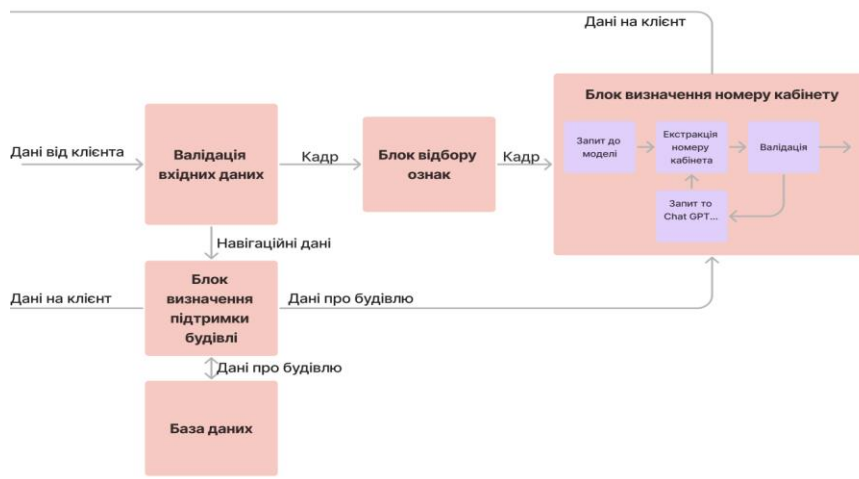 Дані на клієнт
Блок визначення номеру кабінету
Запит до
моделі
Екстракція
номеру
кабінета
Валідація
Запит то
Chat GPT...
Дані від клієнта
Валідація
вхідних даних
Кадр
Блок відбору
ознак
Кадр
Навігаційні дані
Дані на клієнт
Блок
визначення
підтримки
будівлі
Дані про будівлю
Дані про будівлю
База даних